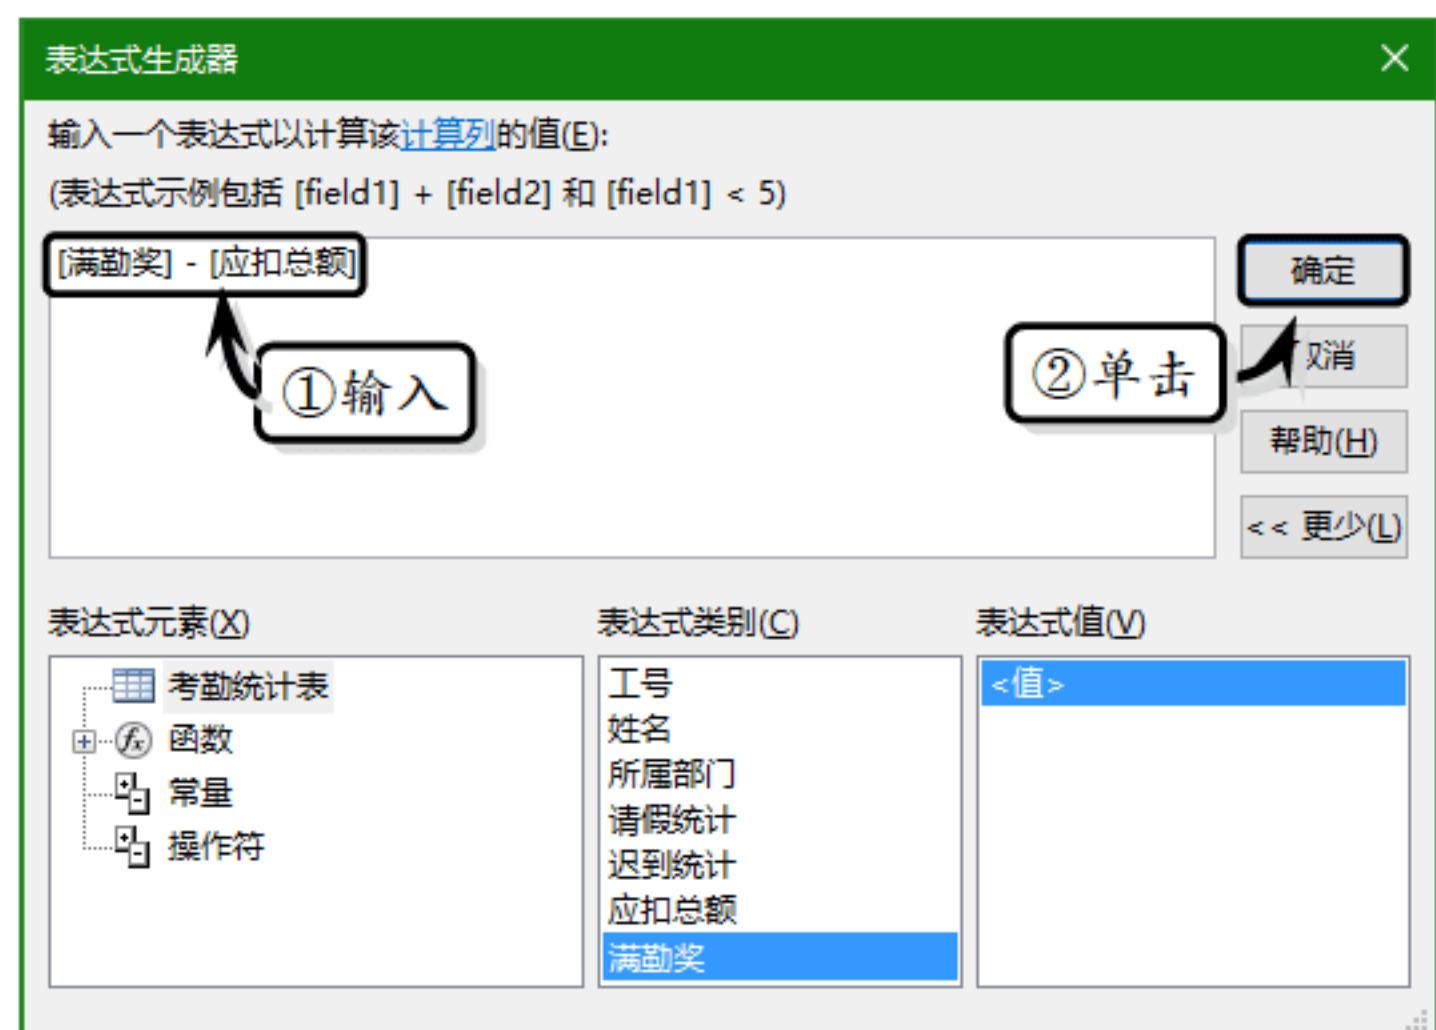 表达式生成器
输入一个表达式以计算该计算列的值(E):
(表达式示例包括 [field1] + [field2] 和 [field1] < 5)
[满勤奖] - [应扣总额]
确定
①输入
②单击
取消
帮助(H)
<< 更少(L)
表达式元素(X)
考勤统计表
函数
常量
操作符
表达式类别(C)
工号
姓名
所属部门
请假统计
迟到统计
应扣总额
满勤奖
表达式值(V)
<值>